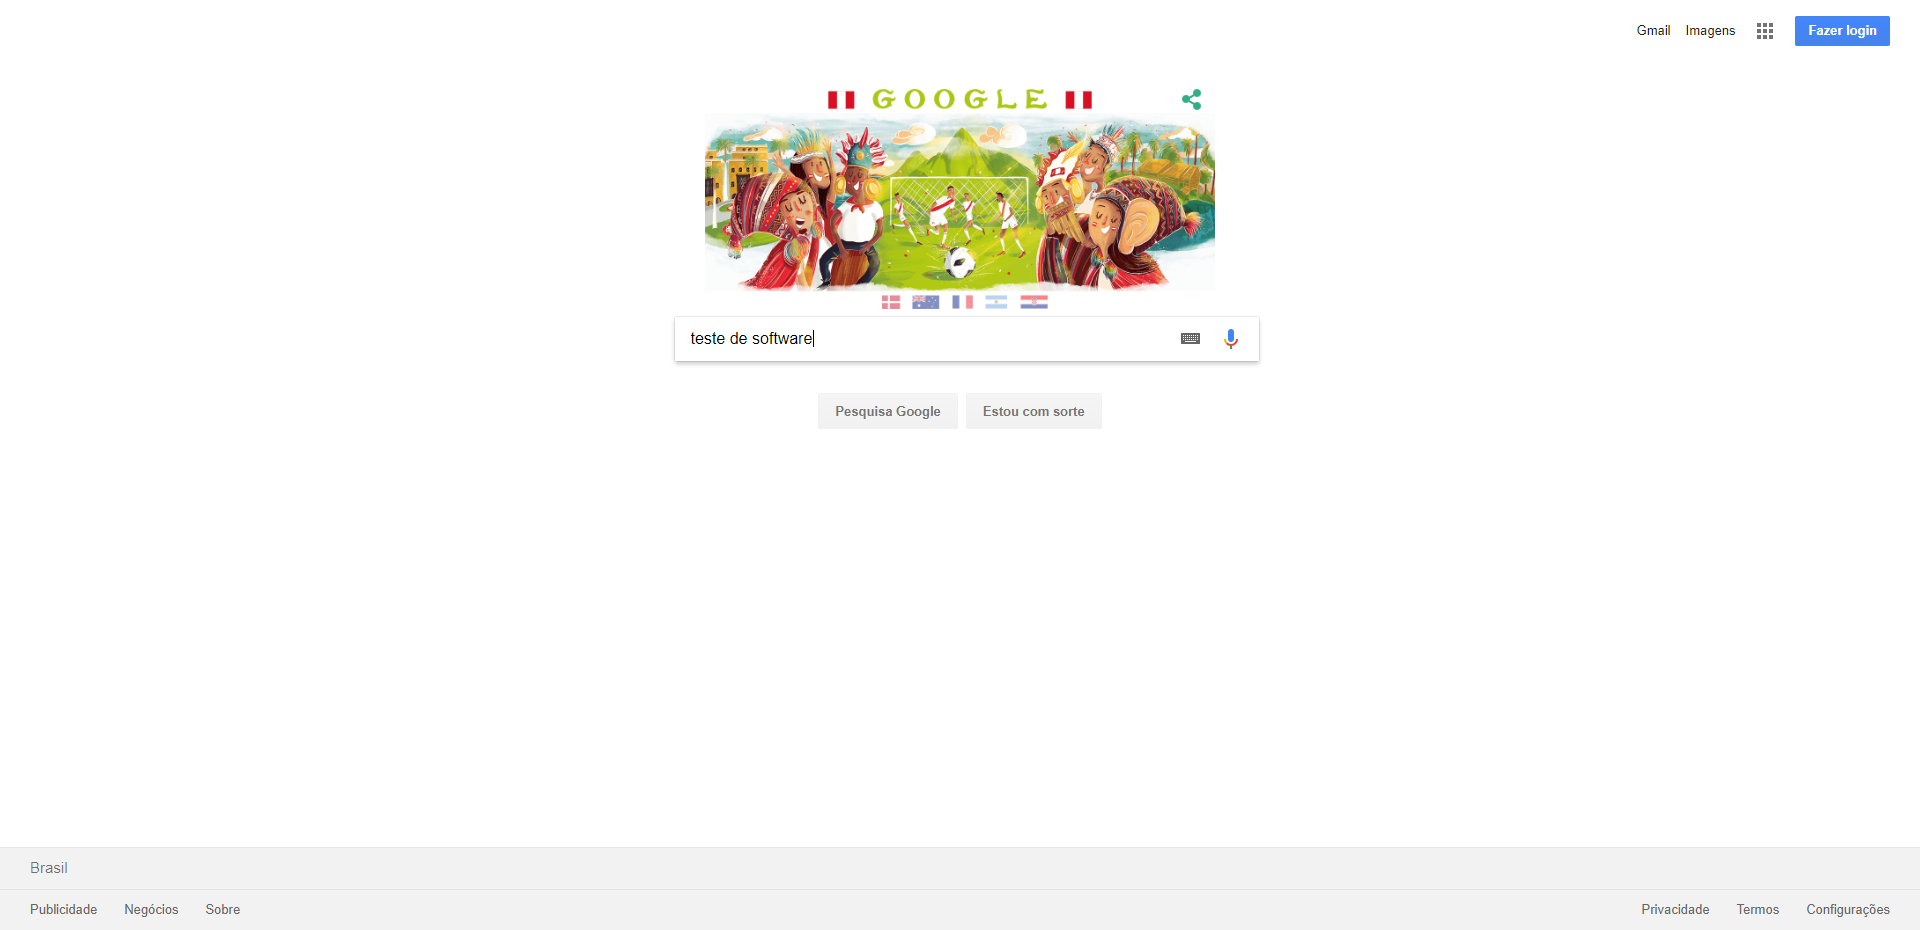 Gmail Imagens Fazer login
GOOGLE
teste de software
Pesquisa Google Estou com sorte
Brasil
Publicidade Negócios Sobre Privacidade Termos Configurações